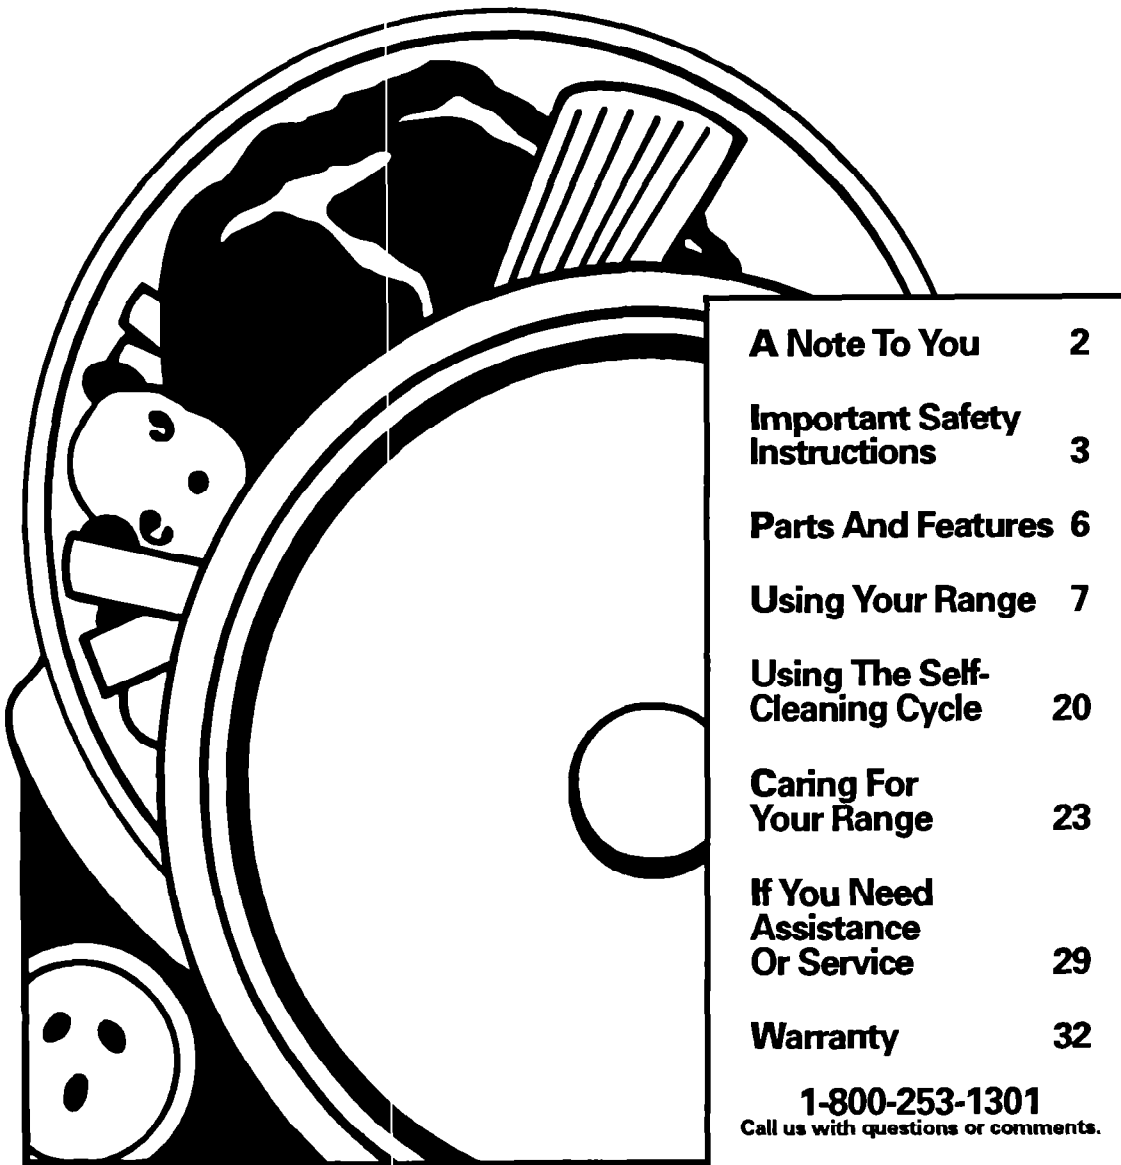 A Note To You 2
Important Safety
Instructions 3
Parts And Features 6
Using Your Range 7
Using The Self-
Cleaning Cycle 20
Caring For
Your Range 23
If You Need
Assistance
Or Service 29
Warranty 32
1-800-253-1301
Call us with questions or comments.